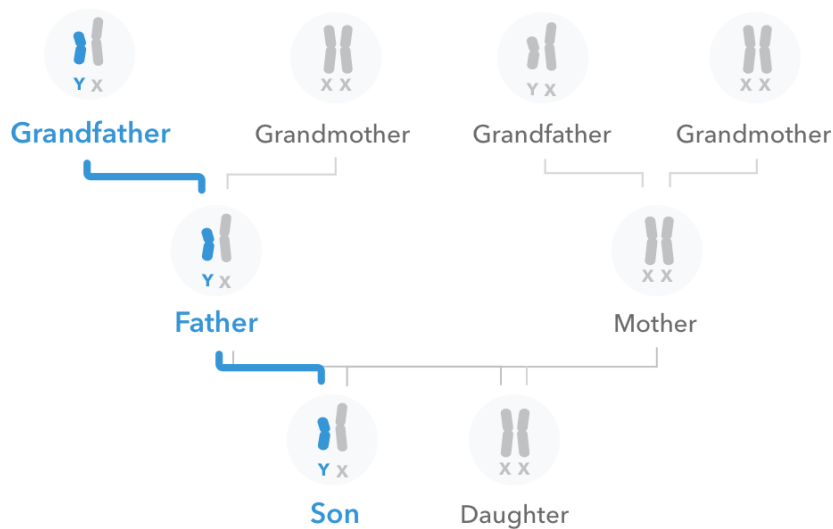 Y X
X X
Y X
X X
Grandfather
Grandmother
Grandfather
Grandmother
Y X
X X
Father
Mother
Y X
X X
Son
Daughter